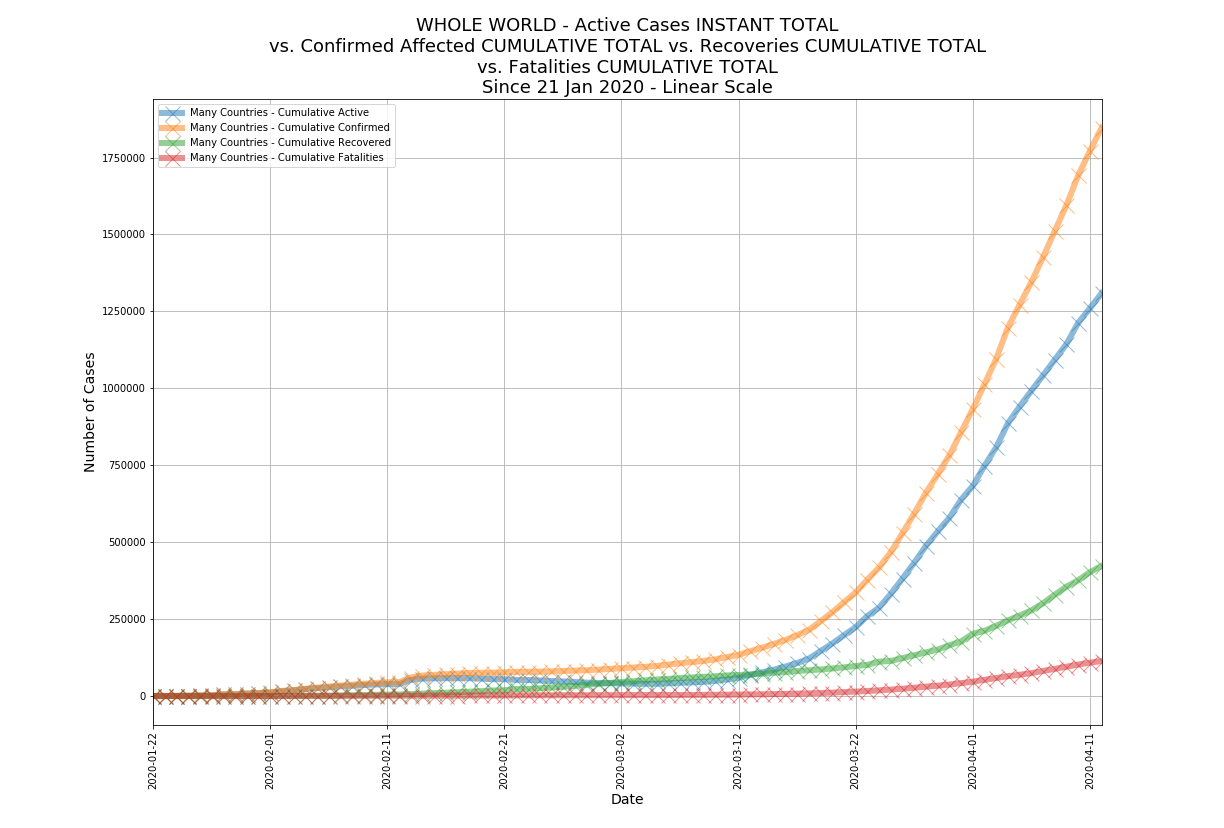 WHOLE WORLD - Active Cases INSTANT TOTAL
vs. Confirmed Affected CUMULATIVE TOTAL vs. Recoveries CUMULATIVE TOTAL
vs. Fatalities CUMULATIVE TOTAL
Since 21 Jan 2020 - Linear Scale
Many Countries - Cumulative Active
Many Countries - Cumulative Confirmed
Many Countries - Cumulative Recovered
Many Countries - Cumulative Fatalities
Number of Cases
1750000
1500000
1250000
1000000
750000
500000
250000
0
2020-01-22
2020-02-01
2020-02-11
2020-02-21
2020-03-02
2020-03-12
2020-03-22
2020-04-01
2020-04-11
Date